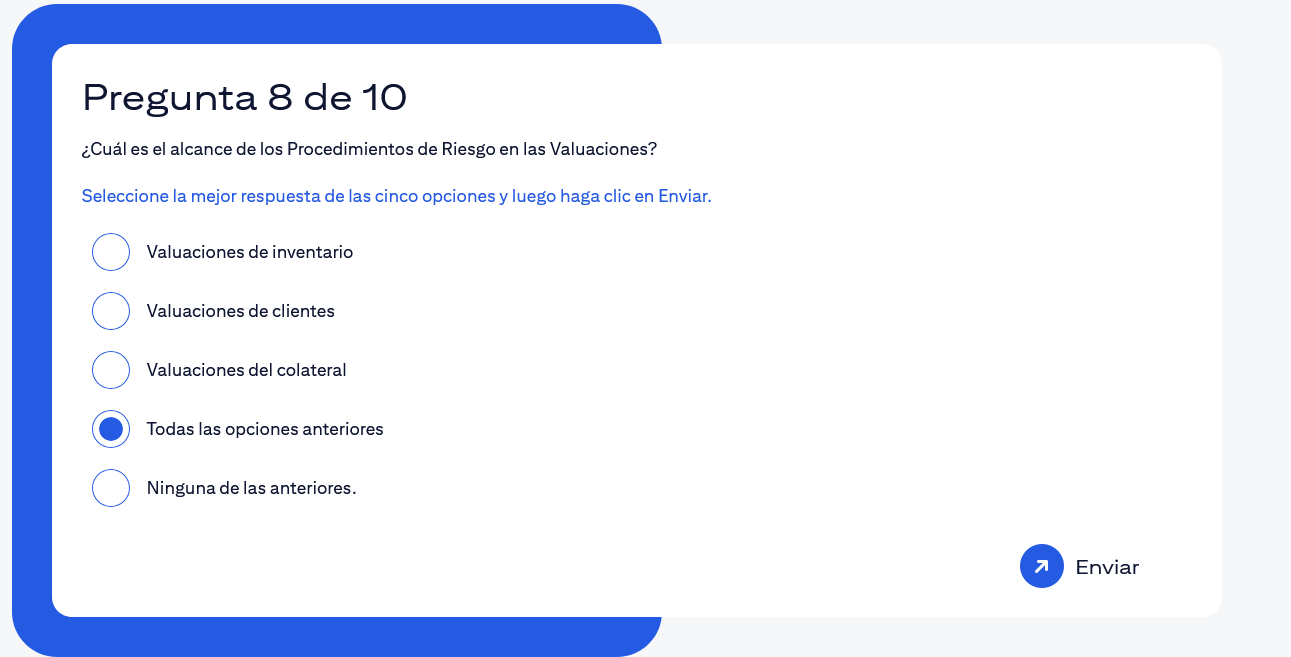 Pregunta 8 de 10
¿Cuál es el alcance de los Procedimientos de Riesgo en las Valuaciones?
Seleccione la mejor respuesta de las cinco opciones y luego haga clic en Enviar.
Valuaciones de inventario
Valuaciones de clientes
Valuaciones del colateral
Todas las opciones anteriores
Ninguna de las anteriores.
Enviar